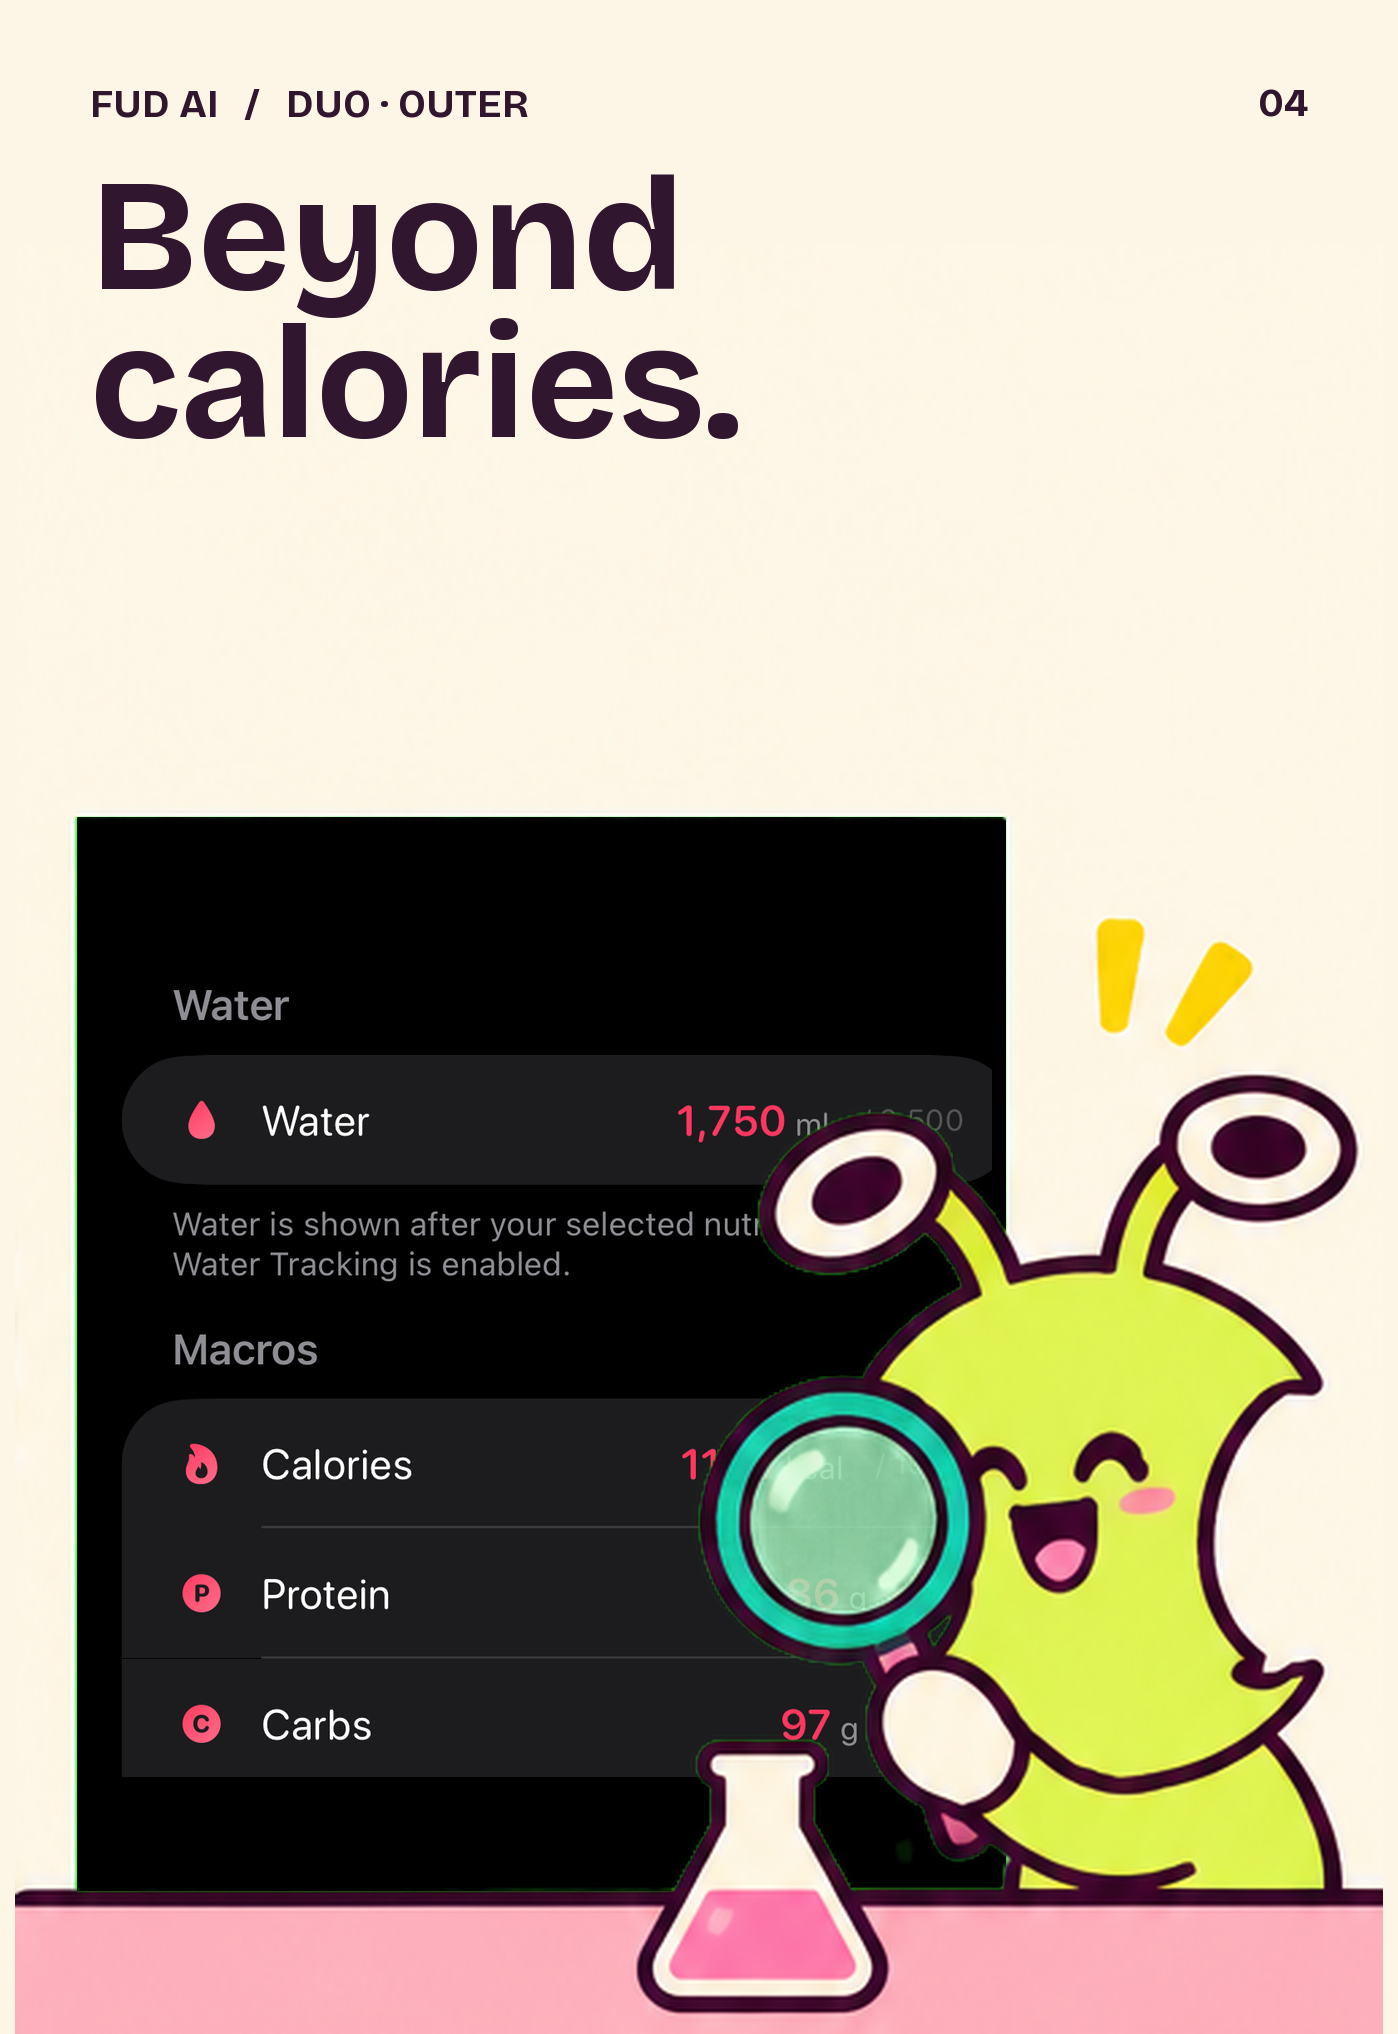 FUD AI / DUO · OUTER
04
Beyond
calories.
Water
Water 1,750
Water is shown after your selected
Water Tracking is enabled.
Macros
Calories
P Protein 86 g
C Carbs 97 g